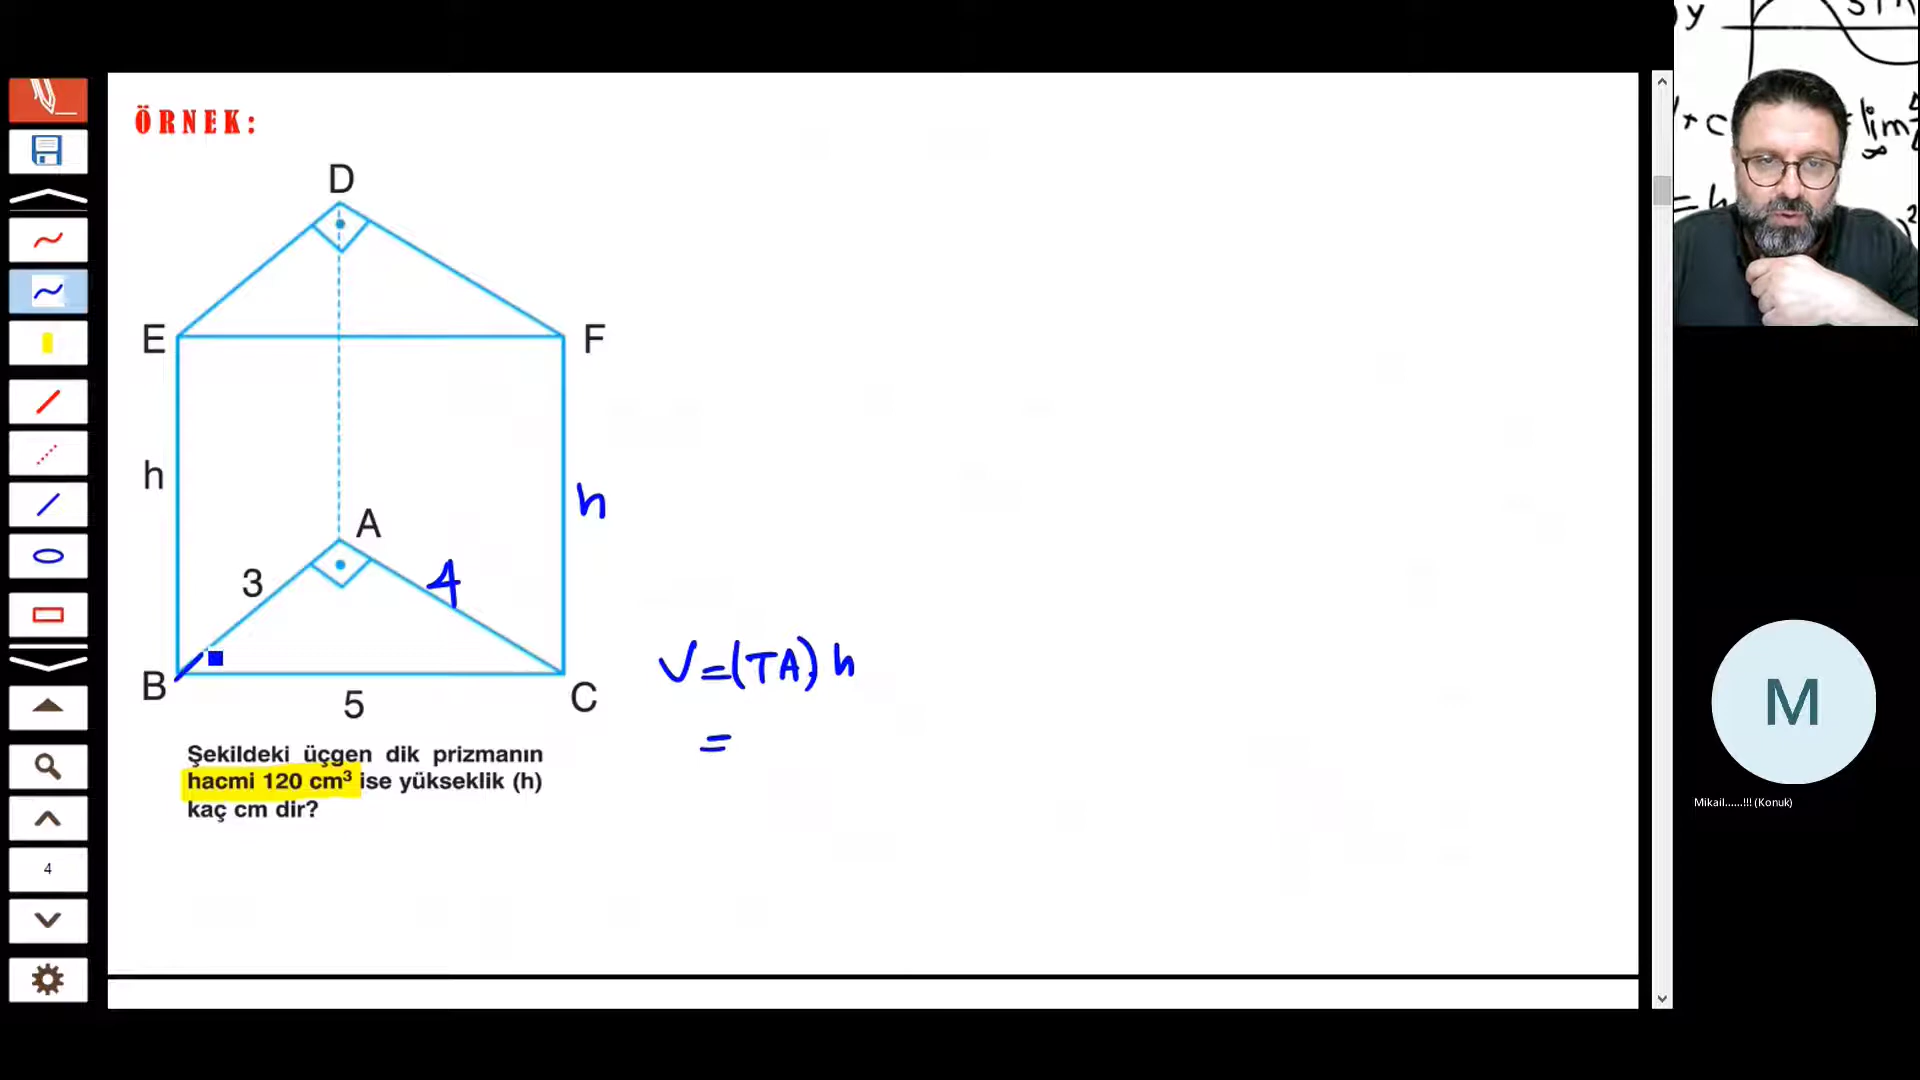 ÖRNEK:
D
E
F
h
h
A
3
4
B
5
C
V=(TA).h
=
Şekildeki üçgen dik prizmanın
hacmi 120 cm³ ise yükseklik (h)
kaç cm dir?
4
y
+ c
lim
∞
= h
M
Mikail......!!! (Konuk)